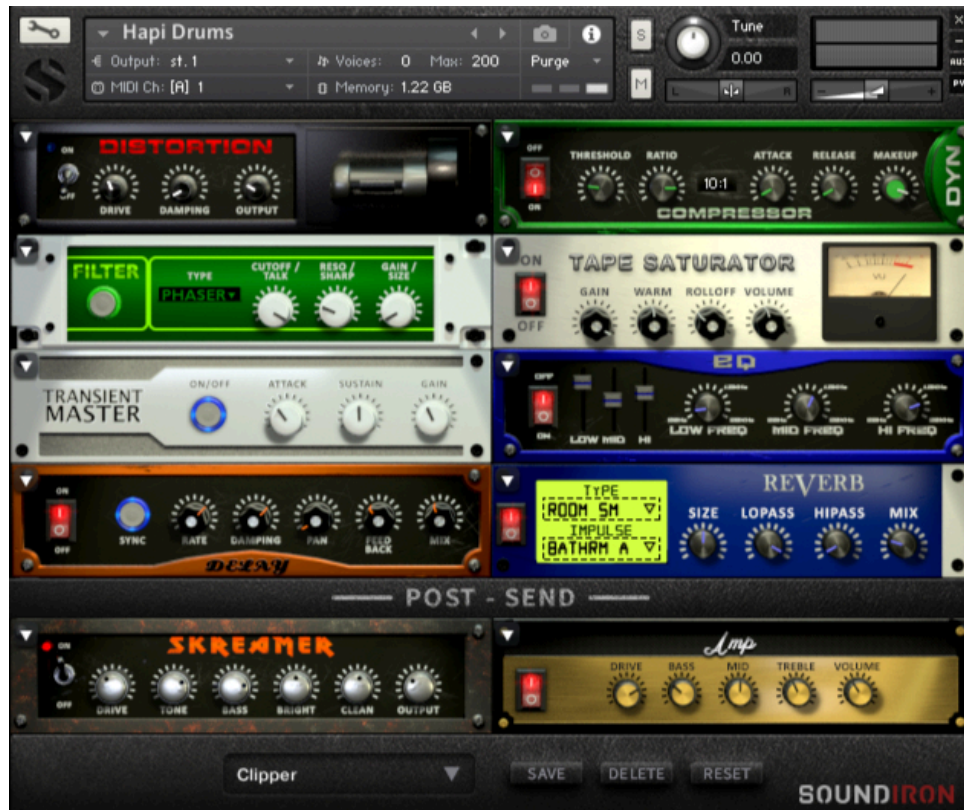 Hapi Drums
Output: st. 1
Voices: 0 Max: 200
Purge
MIDI Ch: [A] 1
Memory: 1.22 GB
S
M
Tune
0.00
L R
- +
AUX
PV
DISTORTION
ON
OFF
DRIVE DAMPING OUTPUT
OFF
ON
THRESHOLD RATIO ATTACK RELEASE MAKEUP
10:1
COMPRESSOR
DYN
FILTER
TYPE
PHASER
CUTOFF / TALK
RESO / SHARP
GAIN / SIZE
ON
OFF
TAPE SATURATOR
GAIN WARM ROLLOFF VOLUME
VU
TRANSIENT
MASTER
ON/OFF ATTACK SUSTAIN GAIN
EQ
OFF
ON
LOW MID HI
LOW FREQ MID FREQ HI FREQ
ON
OFF
SYNC RATE DAMPING PAN FEED BACK MIX
DELAY
TYPE
ROOM SM
IMPULSE
BATHRM A
REVERB
SIZE LOPASS HIPASS MIX
POST - SEND
SKREAMER
ON
OFF
DRIVE TONE BASS BRIGHT CLEAN OUTPUT
Amp
DRIVE BASS MID TREBLE VOLUME
Clipper
SAVE DELETE RESET
SOUNDIRON